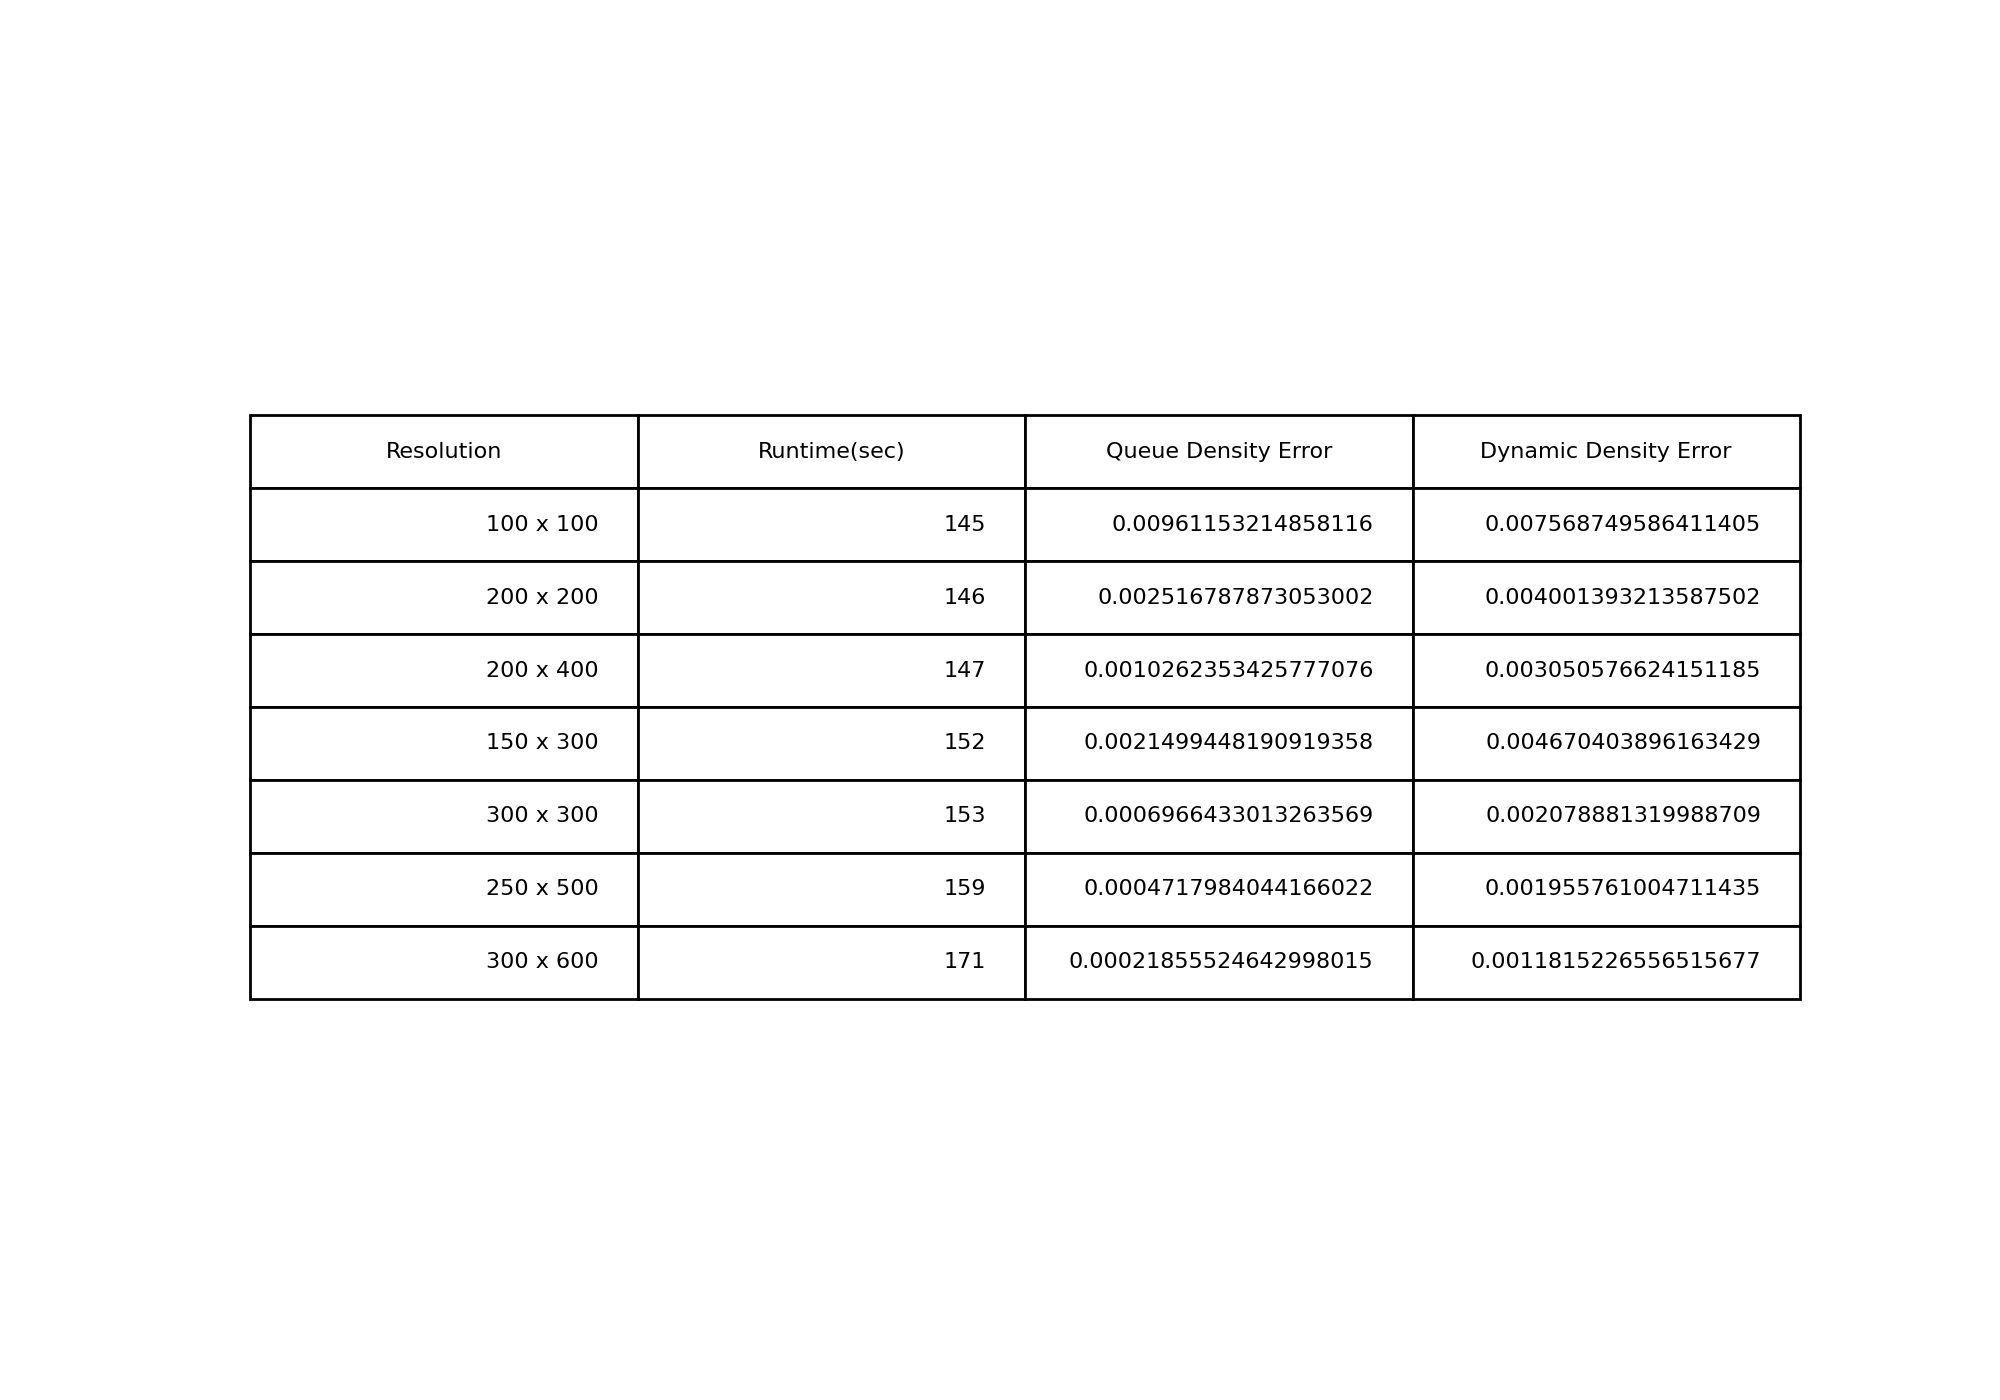 Resolution Runtime(sec) Queue Density Error Dynamic Density Error
100 x 100 145 0.00961153214858116 0.007568749586411405
200 x 200 146 0.002516787873053002 0.004001393213587502
200 x 400 147 0.0010262353425777076 0.003050576624151185
150 x 300 152 0.0021499448190919358 0.004670403896163429
300 x 300 153 0.0006966433013263569 0.002078881319988709
250 x 500 159 0.0004717984044166022 0.001955761004711435
300 x 600 171 0.00021855524642998015 0.0011815226556515677